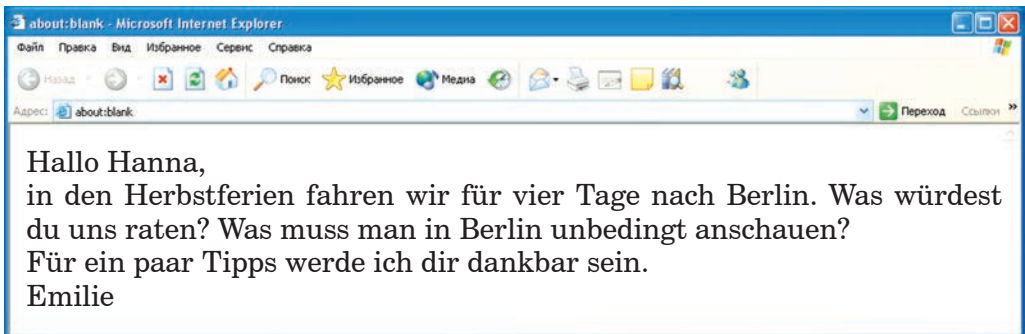 about:blank - Microsoft Internet Explorer
Файл Правка Вид Избранное Сервис Справка
Назад Поиск Избранное Медиа
Адрес: about:blank Переход Ссылки »
Hallo Hanna,
in den Herbstferien fahren wir für vier Tage nach Berlin. Was würdest
du uns raten? Was muss man in Berlin unbedingt anschauen?
Für ein paar Tipps werde ich dir dankbar sein.
Emilie